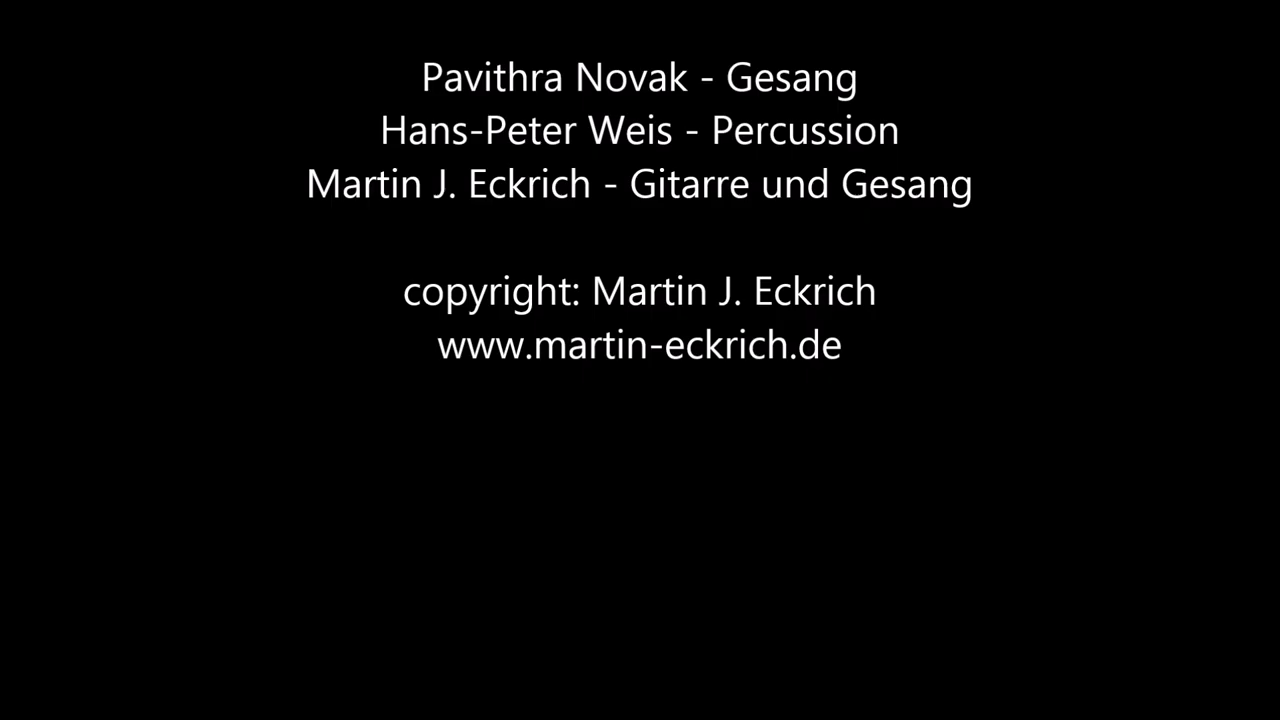 Pavithra Novak - Gesang
Hans-Peter Weis - Percussion
Martin J. Eckrich - Gitarre und Gesang
copyright: Martin J. Eckrich
www.martin-eckrich.de